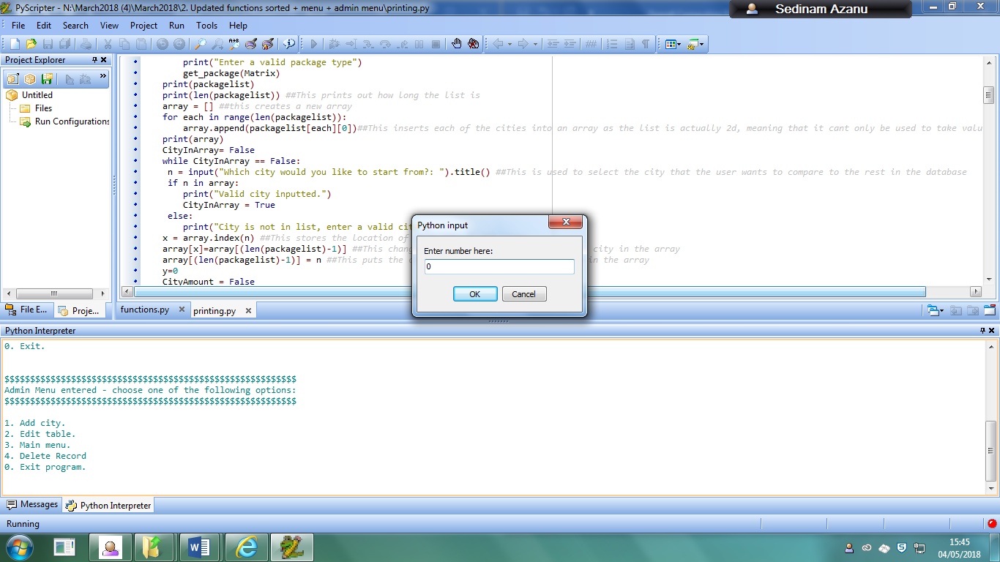 PyScripter - N:\March2018 (4)\March2018\2. Updated functions sorted + menu + admin menu\printing.py
Sedinam Azanu
File Edit Search View Project Run Tools Help
Project Explorer
»
Untitled
Files
Run Configurations
File E...
Proje...
print("Enter a valid package type")
get_package(Matrix)
print(packagelist)
print(len(packagelist)) ##This prints out how long the list is
array = [] ##this creates a new array
for each in range(len(packagelist)):
array.append(packagelist[each][0])##This inserts each of the cities into an array as the list is actually 2d, meaning that it cant only be used to take valu
print(array)
CityInArray= False
while CityInArray == False:
n = input("Which city would you like to start from?: ").title() ##This is used to select the city that the user wants to compare to the rest in the database
if n in array:
print("Valid city inputted.")
CityInArray = True
else:
print("City is not in list, enter a valid cit
x = array.index(n) ##This stores the location of
array[x]=array[(len(packagelist)-1)] ##This chang city in the array
array[(len(packagelist)-1)] = n ##This puts the c in the array
y=0
CityAmount = False
functions.py
printing.py
Python input
Enter number here:
0
OK
Cancel
Python Interpreter
0. Exit.
$$$$$$$$$$$$$$$$$$$$$$$$$$$$$$$$$$$$$$$$$$$$$$$$$$$$$$$$$
Admin Menu entered - choose one of the following options:
$$$$$$$$$$$$$$$$$$$$$$$$$$$$$$$$$$$$$$$$$$$$$$$$$$$$$$$$$
1. Add city.
2. Edit table.
3. Main menu.
4. Delete Record
0. Exit program.
Messages
Python Interpreter
Running
15:45
04/05/2018